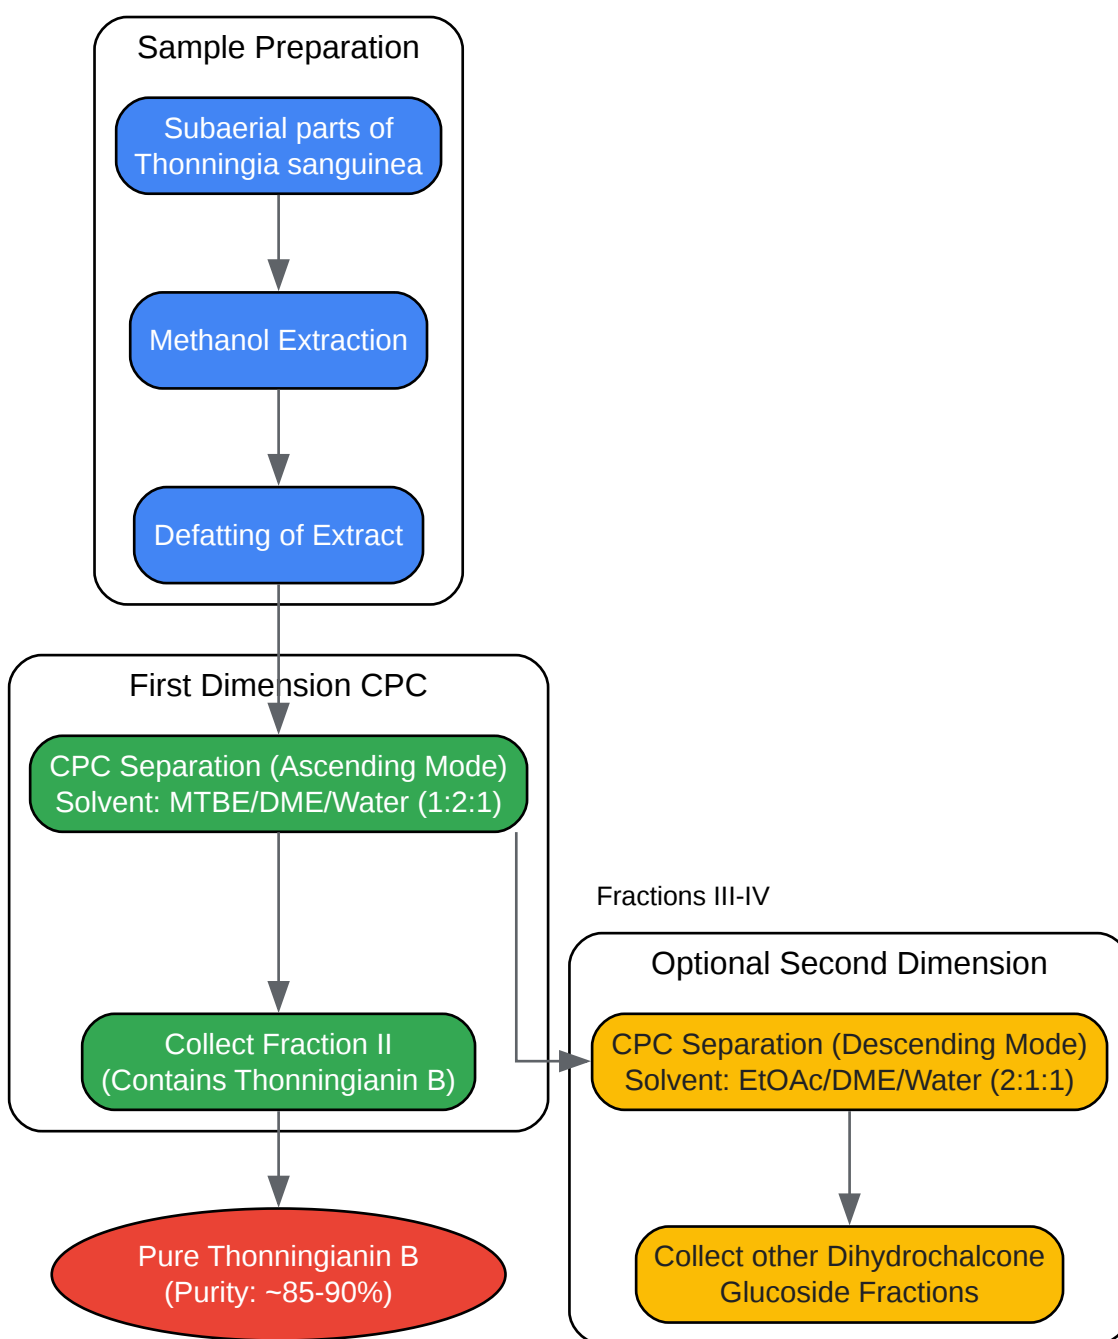 Sample Preparation
Subaerial parts of
Thonningia sanguinea
Methanol Extraction
Defatting of Extract
First Dimension CPC
CPC Separation (Ascending Mode)
Solvent: MTBE/DME/Water (1:2:1)
Fractions III-IV
Optional Second Dimension
Collect Fraction II
(Contains Thonningianin B)
CPC Separation (Descending Mode)
Solvent: EtOAc/DME/Water (2:1:1)
Pure Thonningianin B
(Purity: ~85-90%)
Collect other Dihydrochalcone
Glucoside Fractions